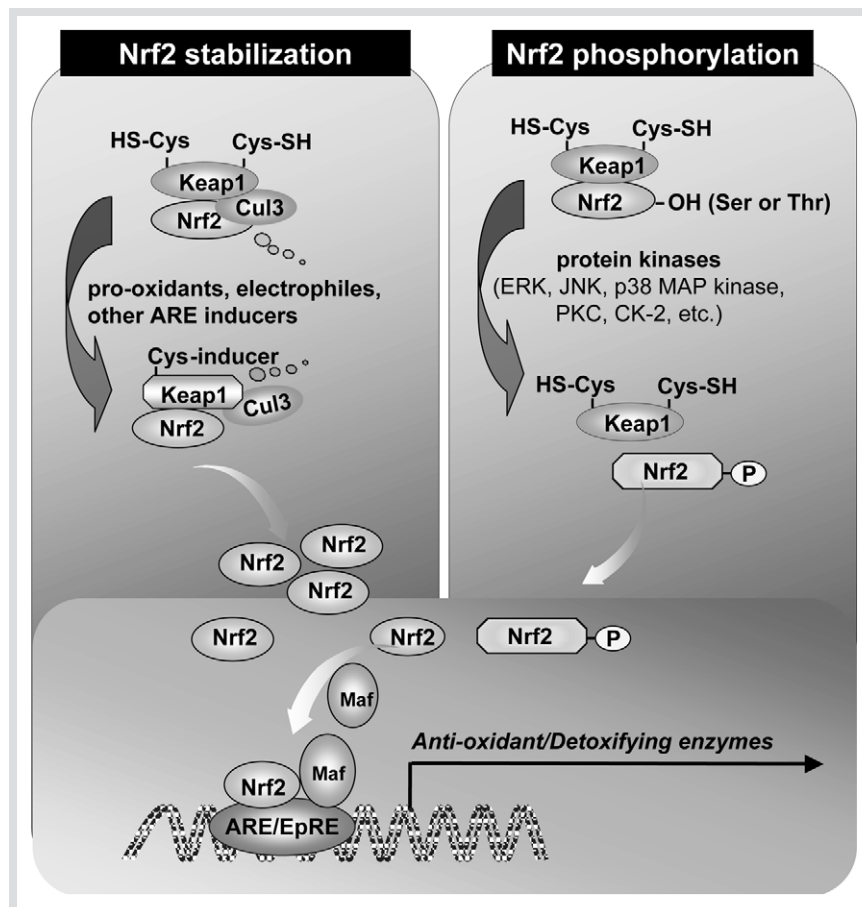 Nrf2 stabilization
HS-Cys
Cys-SH
Keap1
Nrf2
Cul3
pro-oxidants, electrophiles,
other ARE inducers
Cys-inducer
Keap1
Cul3
Nrf2
Nrf2
Nrf2
Nrf2
Nrf2 phosphorylation
HS-Cys
Cys-SH
Keap1
Nrf2
OH (Ser or Thr)
protein kinases
(ERK, JNK, p38 MAP kinase,
PKC, CK-2, etc.)
HS-Cys
Cys-SH
Keap1
Nrf2
P
Nrf2
Nrf2
Nrf2
P
Maf
Anti-oxidant/Detoxifying enzymes
Maf
Nrf2
ARE/EpRE